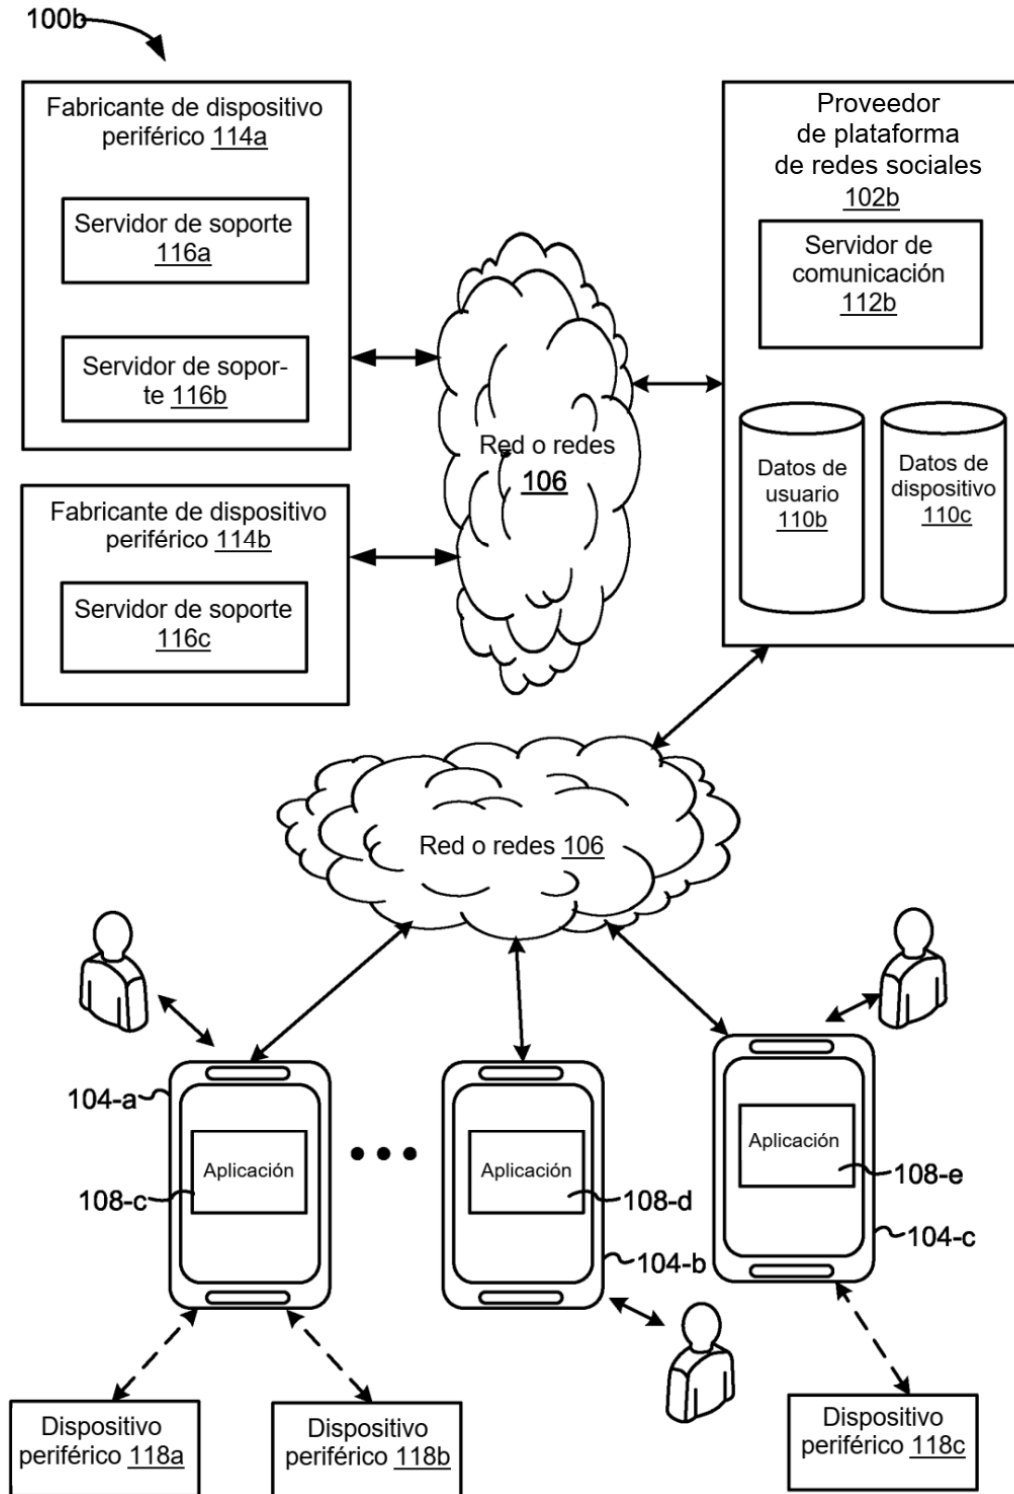 100b
Fabricante de dispositivo
periférico 114a
Servidor de soporte
116a
Servidor de sopor-
te 116b
Fabricante de dispositivo
periférico 114b
Servidor de soporte
116c
Red o redes
106
Proveedor
de plataforma
de redes sociales
102b
Servidor de
comunicación
112b
Datos de
usuario
110b
Datos de
dispositivo
110c
Red o redes 106
104-a
Aplicación
108-c
Aplicación
108-d
104-b
Aplicación
108-e
104-c
Dispositivo
periférico 118a
Dispositivo
periférico 118b
Dispositivo
periférico 118c